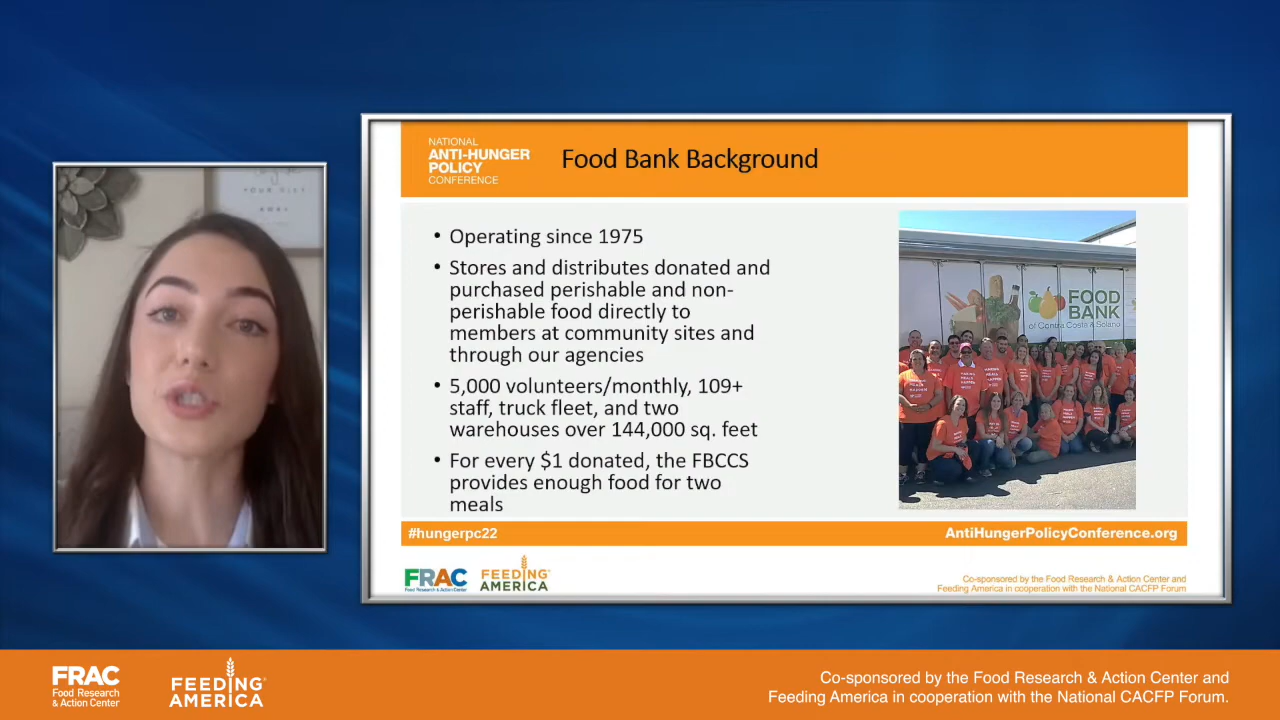 NATIONAL
ANTI-HUNGER
POLICY
CONFERENCE
Food Bank Background
• Operating since 1975
• Stores and distributes donated and
purchased perishable and non-
perishable food directly to
members at community sites and
through our agencies
• 5,000 volunteers/monthly, 109+
staff, truck fleet, and two
warehouses over 144,000 sq. feet
• For every $1 donated, the FBCCS
provides enough food for two
meals
FOOD
BANK
of Contra Costa & Solano
#hungerpc22
AntiHungerPolicyConference.org
FRAC
Food Research & Action Center
FEEDING
AMERICA
Co-sponsored by the Food Research & Action Center and
Feeding America in cooperation with the National CACFP Forum
FRAC
Food Research
& Action Center
FEEDING
AMERICA
Co-sponsored by the Food Research & Action Center and
Feeding America in cooperation with the National CACFP Forum.